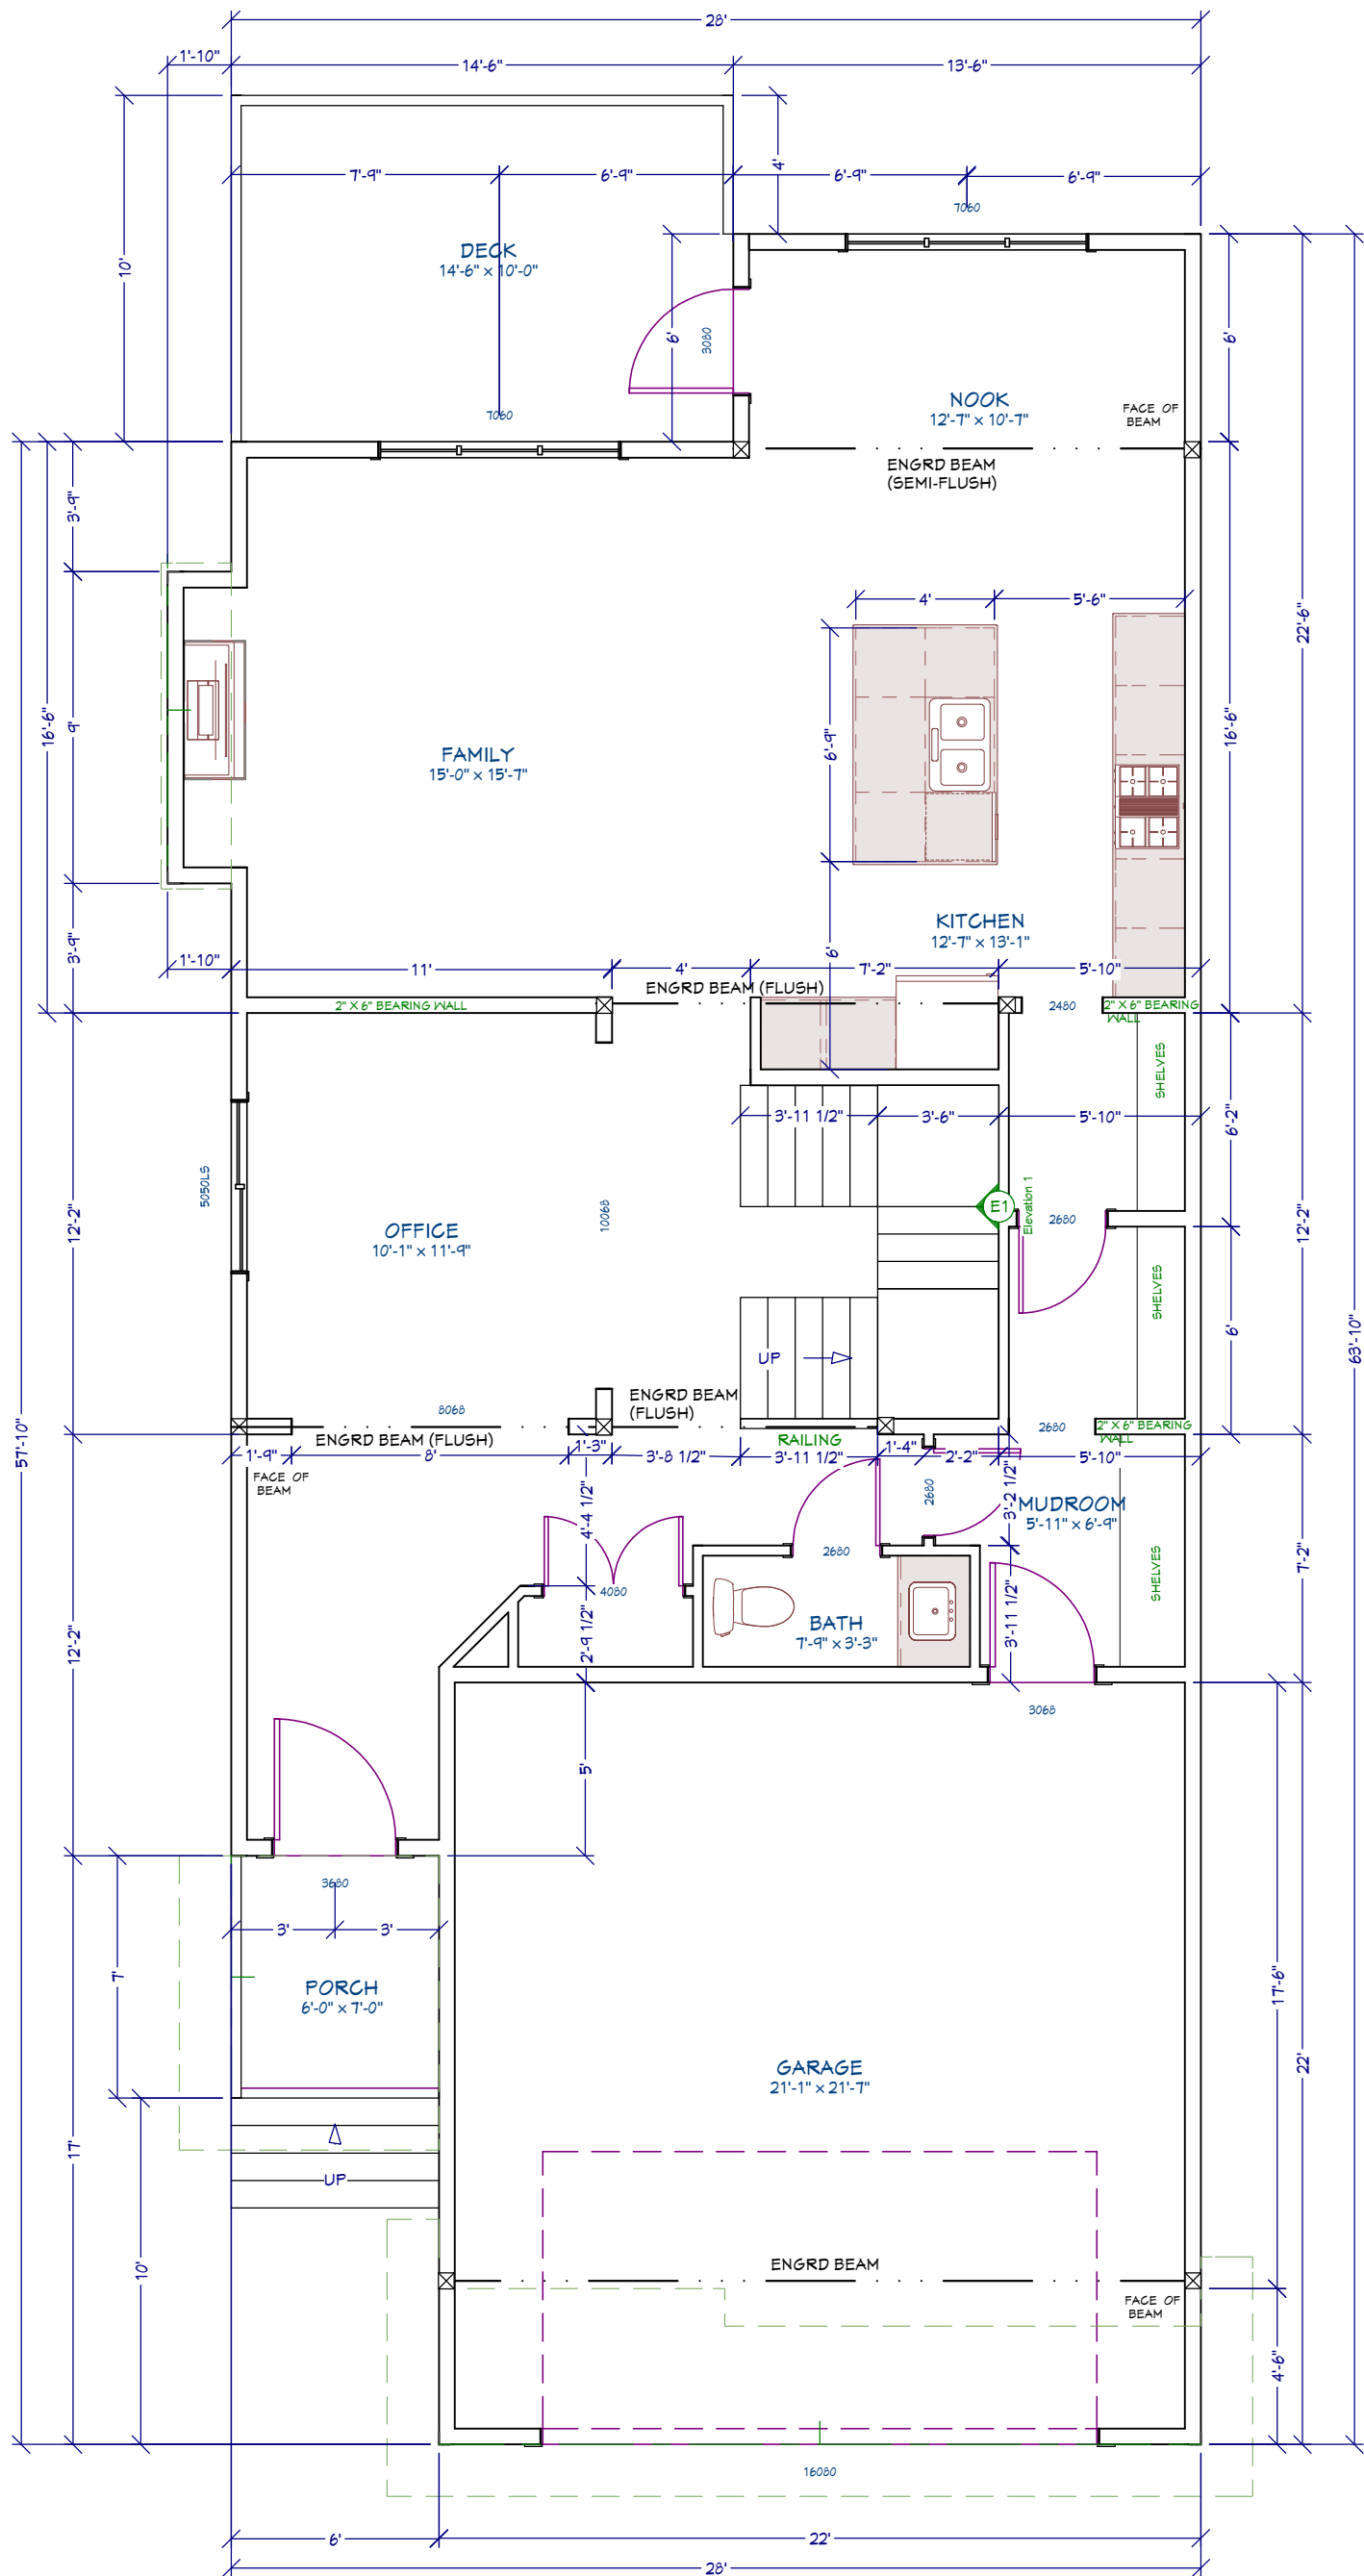 28'
1'-10"
14'-6"
13'-6"
4'
7'-9"
6'-9"
6'-9"
6'-9"
7060
DECK
14'-6" x 10'-0"
10'
6'
3080
6'
NOOK
12'-7" x 10'-7"
FACE OF
BEAM
7060
ENGRD BEAM
(SEMI-FLUSH)
3'-9"
4'
5'-6"
22'-6"
16'-6"
9'
6'-9"
16'-6"
FAMILY
15'-0" x 15'-7"
KITCHEN
12'-7" x 13'-1"
3'-9"
6'
1'-10"
11'
4'
7'-2"
5'-10"
ENGRD BEAM (FLUSH)
2" X 6" BEARING WALL
2480
2" X 6" BEARING
WALL
SHELVES
3'-11 1/2"
3'-6"
5'-10"
6'-2"
5050LS
12'-2"
10068
E1
Elevation 1
2680
12'-2"
OFFICE
10'-1" x 11'-9"
SHELVES
6'
63'-10"
UP
ENGRD BEAM
(FLUSH)
8068
ENGRD BEAM (FLUSH)
RAILING
2680
2" X 6" BEARING
WALL
57'-10"
1'-9"
8'
1'-3"
3'-8 1/2"
3'-11 1/2"
1'-4"
2'-2"
5'-10"
FACE OF
BEAM
4'-4 1/2"
2680
3'-2 1/2"
MUDROOM
5'-11" x 6'-9"
2680
7'-2"
4080
SHELVES
BATH
7'-9" x 3'-3"
2'-9 1/2"
3'-11 1/2"
12'-2"
3068
5'
3680
3'
3'
7'
PORCH
6'-0" x 7'-0"
17'-6"
GARAGE
21'-1" x 21'-7"
22'
17'
UP
10'
ENGRD BEAM
FACE OF
BEAM
4'-6"
16080
6'
22'
28'